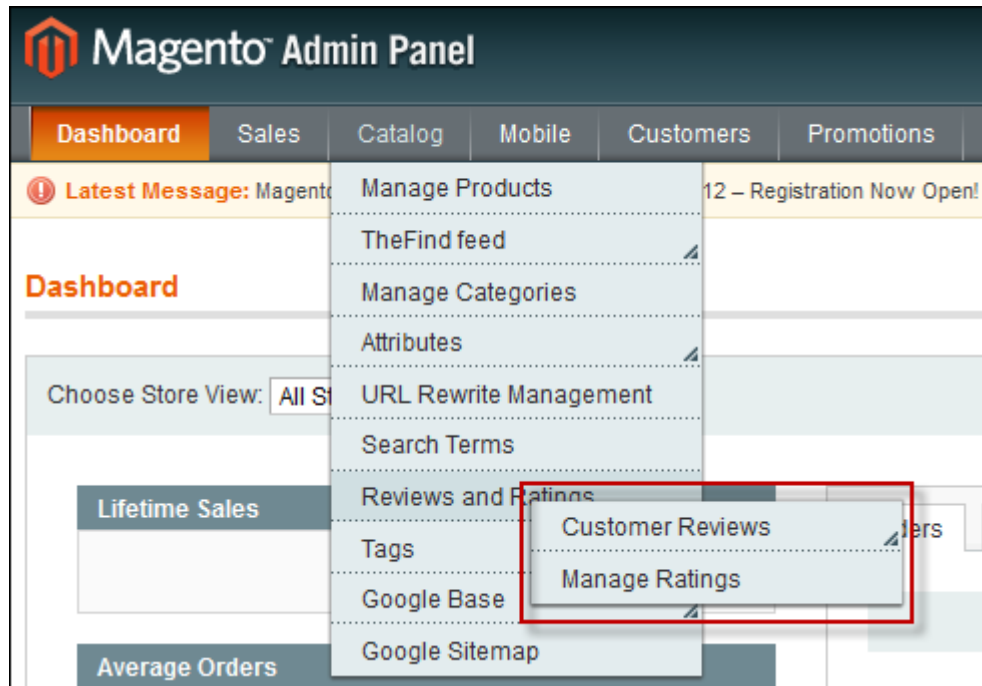 Magento™ Admin Panel
Dashboard Sales Catalog Mobile Customers Promotions
Latest Message: Magento 12 – Registration Now Open!
Manage Products
TheFind feed
Dashboard
Manage Categories
Attributes
Choose Store View: All St
URL Rewrite Management
Search Terms
Reviews and Ratings
Lifetime Sales
Customer Reviews
ders
Tags
Manage Ratings
Google Base
Google Sitemap
Average Orders